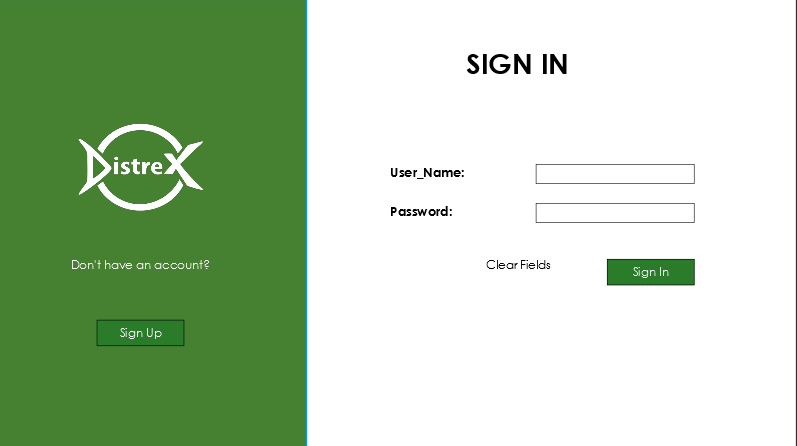 DistreX
Don't have an account?
Sign Up
SIGN IN
User_Name:
Password:
Clear Fields
Sign In